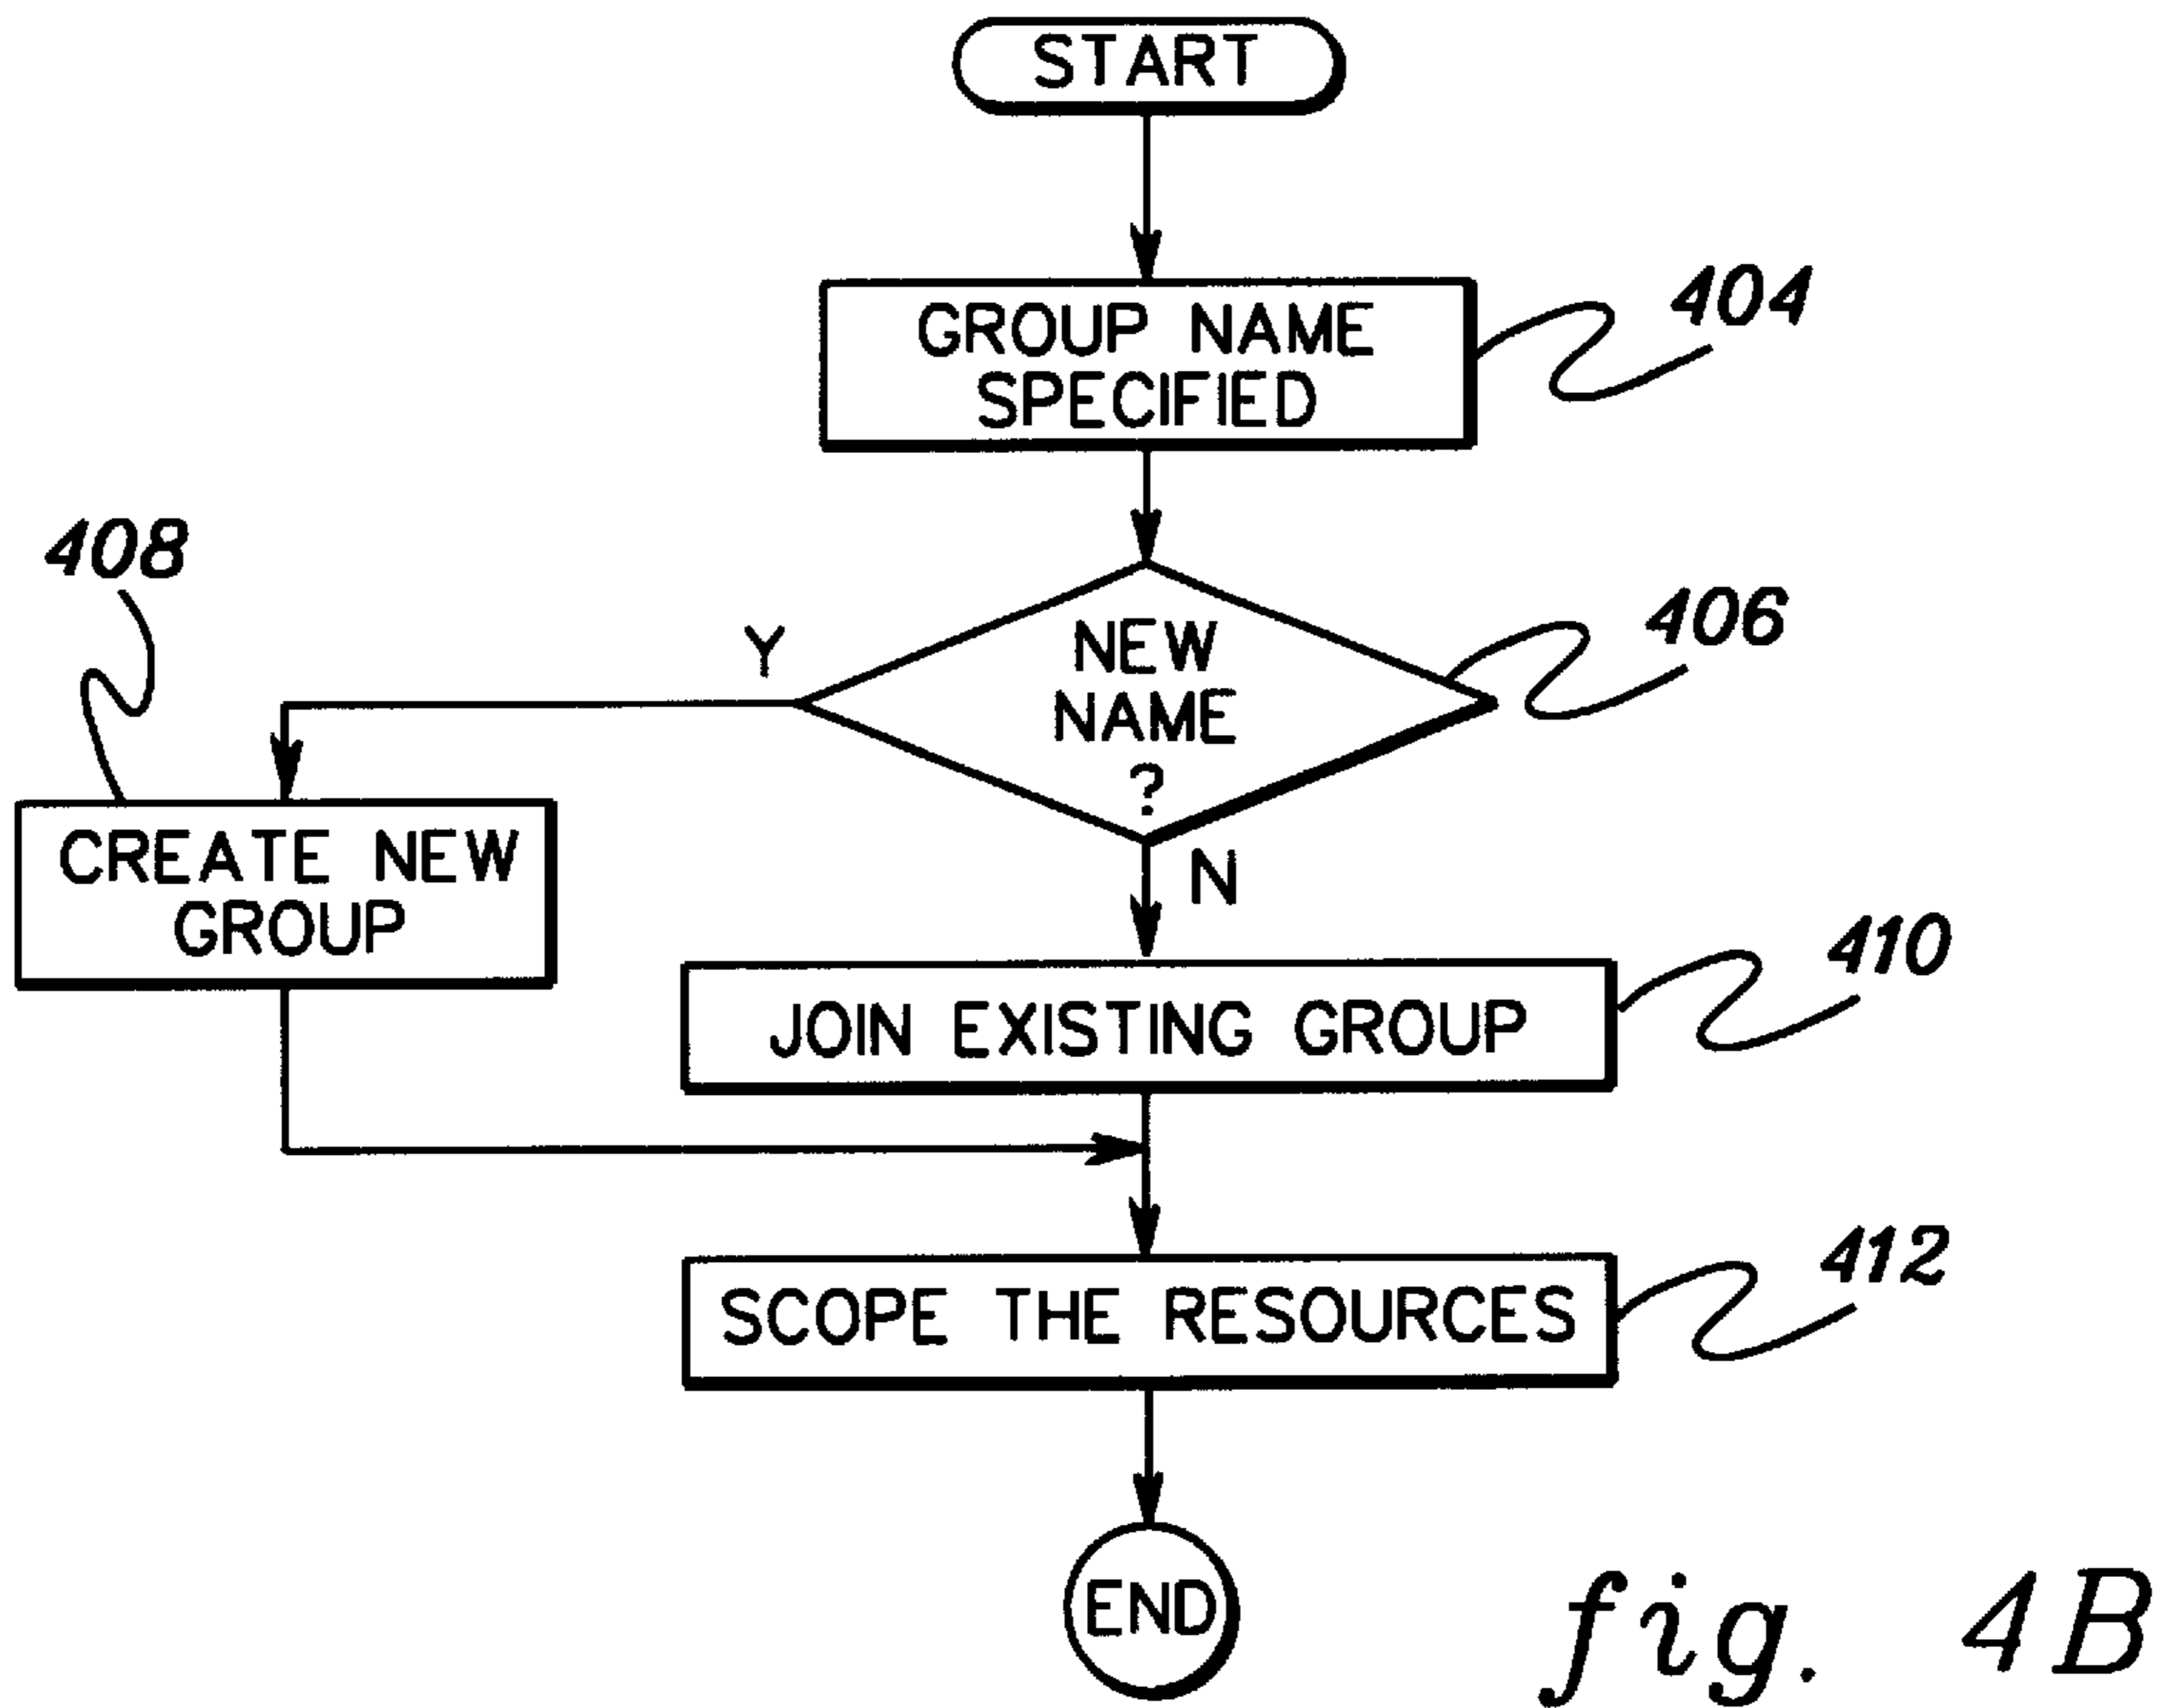 START
GROUP NAME
SPECIFIED
404
408
406
Y
NEW
NAME
?
N
CREATE NEW
GROUP
410
JOIN EXISTING GROUP
412
SCOPE THE RESOURCES
END
fig. 4B